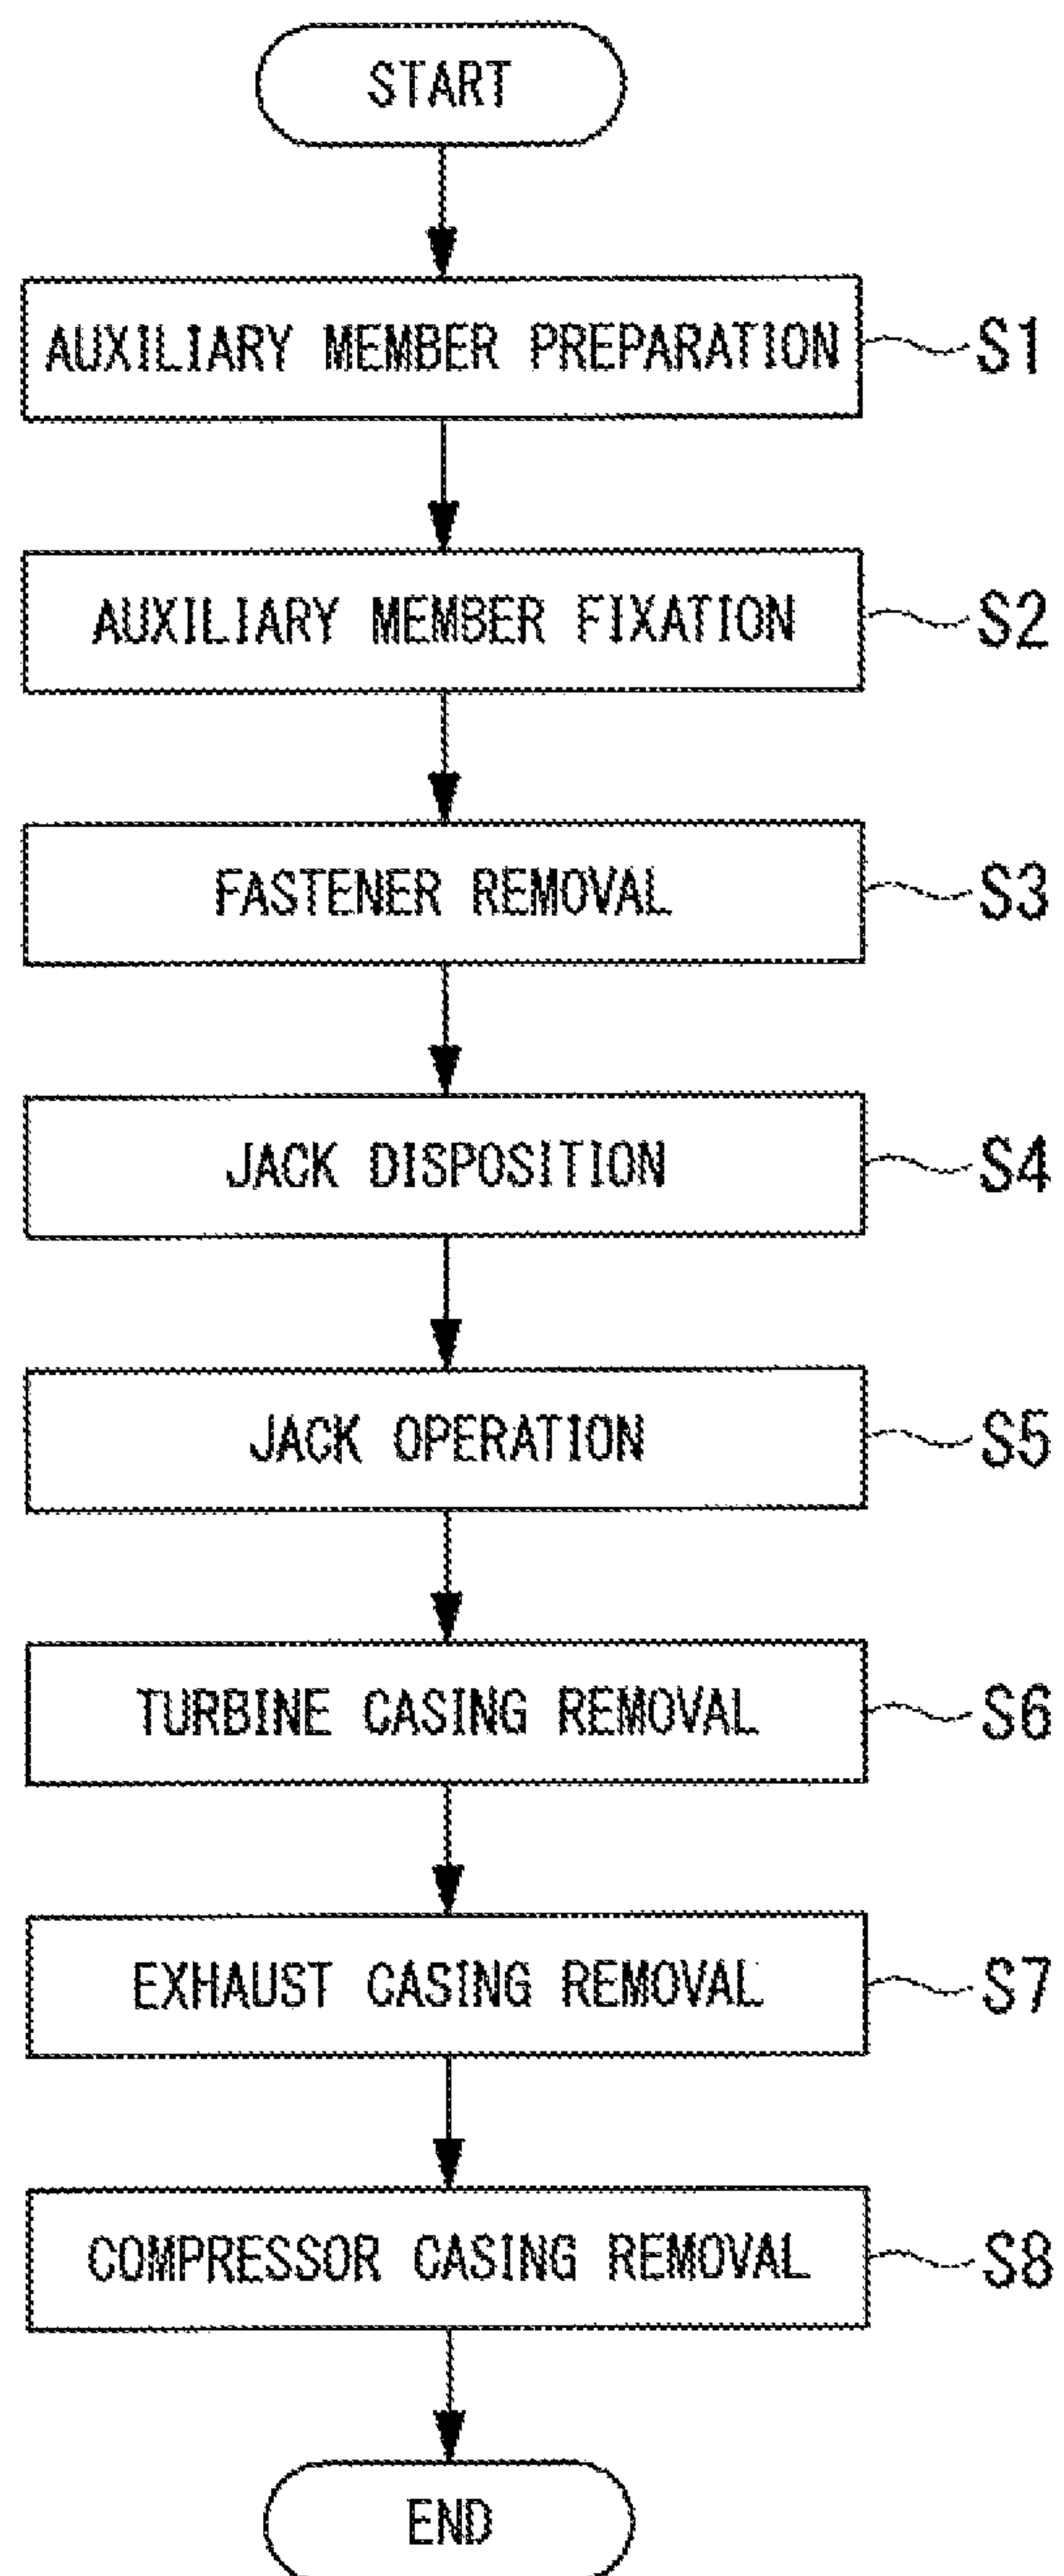 START
AUXILIARY MEMBER PREPARATION S1
AUXILIARY MEMBER FIXATION S2
FASTENER REMOVAL S3
JACK DISPOSITION S4
JACK OPERATION S5
TURBINE CASING REMOVAL S6
EXHAUST CASING REMOVAL S7
COMPRESSOR CASING REMOVAL S8
END